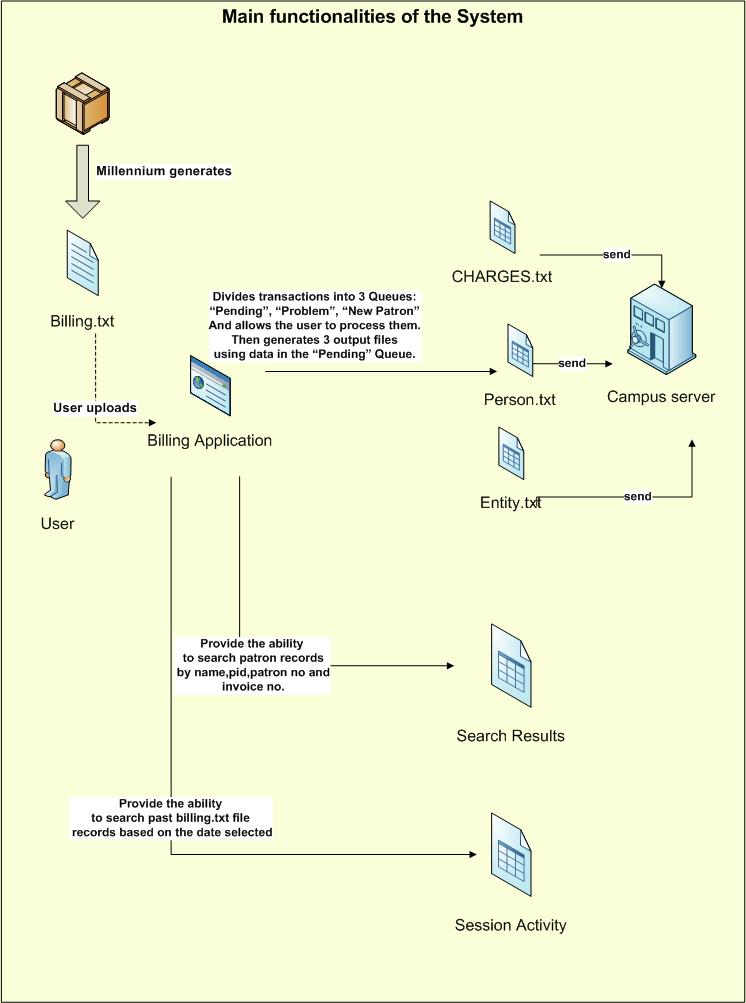 Main functionalities of the System
Millennium generates
Billing.txt
User uploads
User
Divides transactions into 3 Queues:
“Pending”, “Problem”, “New Patron”
And allows the user to process them.
Then generates 3 output files
using data in the “Pending” Queue.
Billing Application
CHARGES.txt
send
Person.txt
send
Campus server
Entity.txt
send
Provide the ability
to search patron records
by name,pid,patron no and
invoice no.
Search Results
Provide the ability
to search past billing.txt file
records based on the date selected
Session Activity